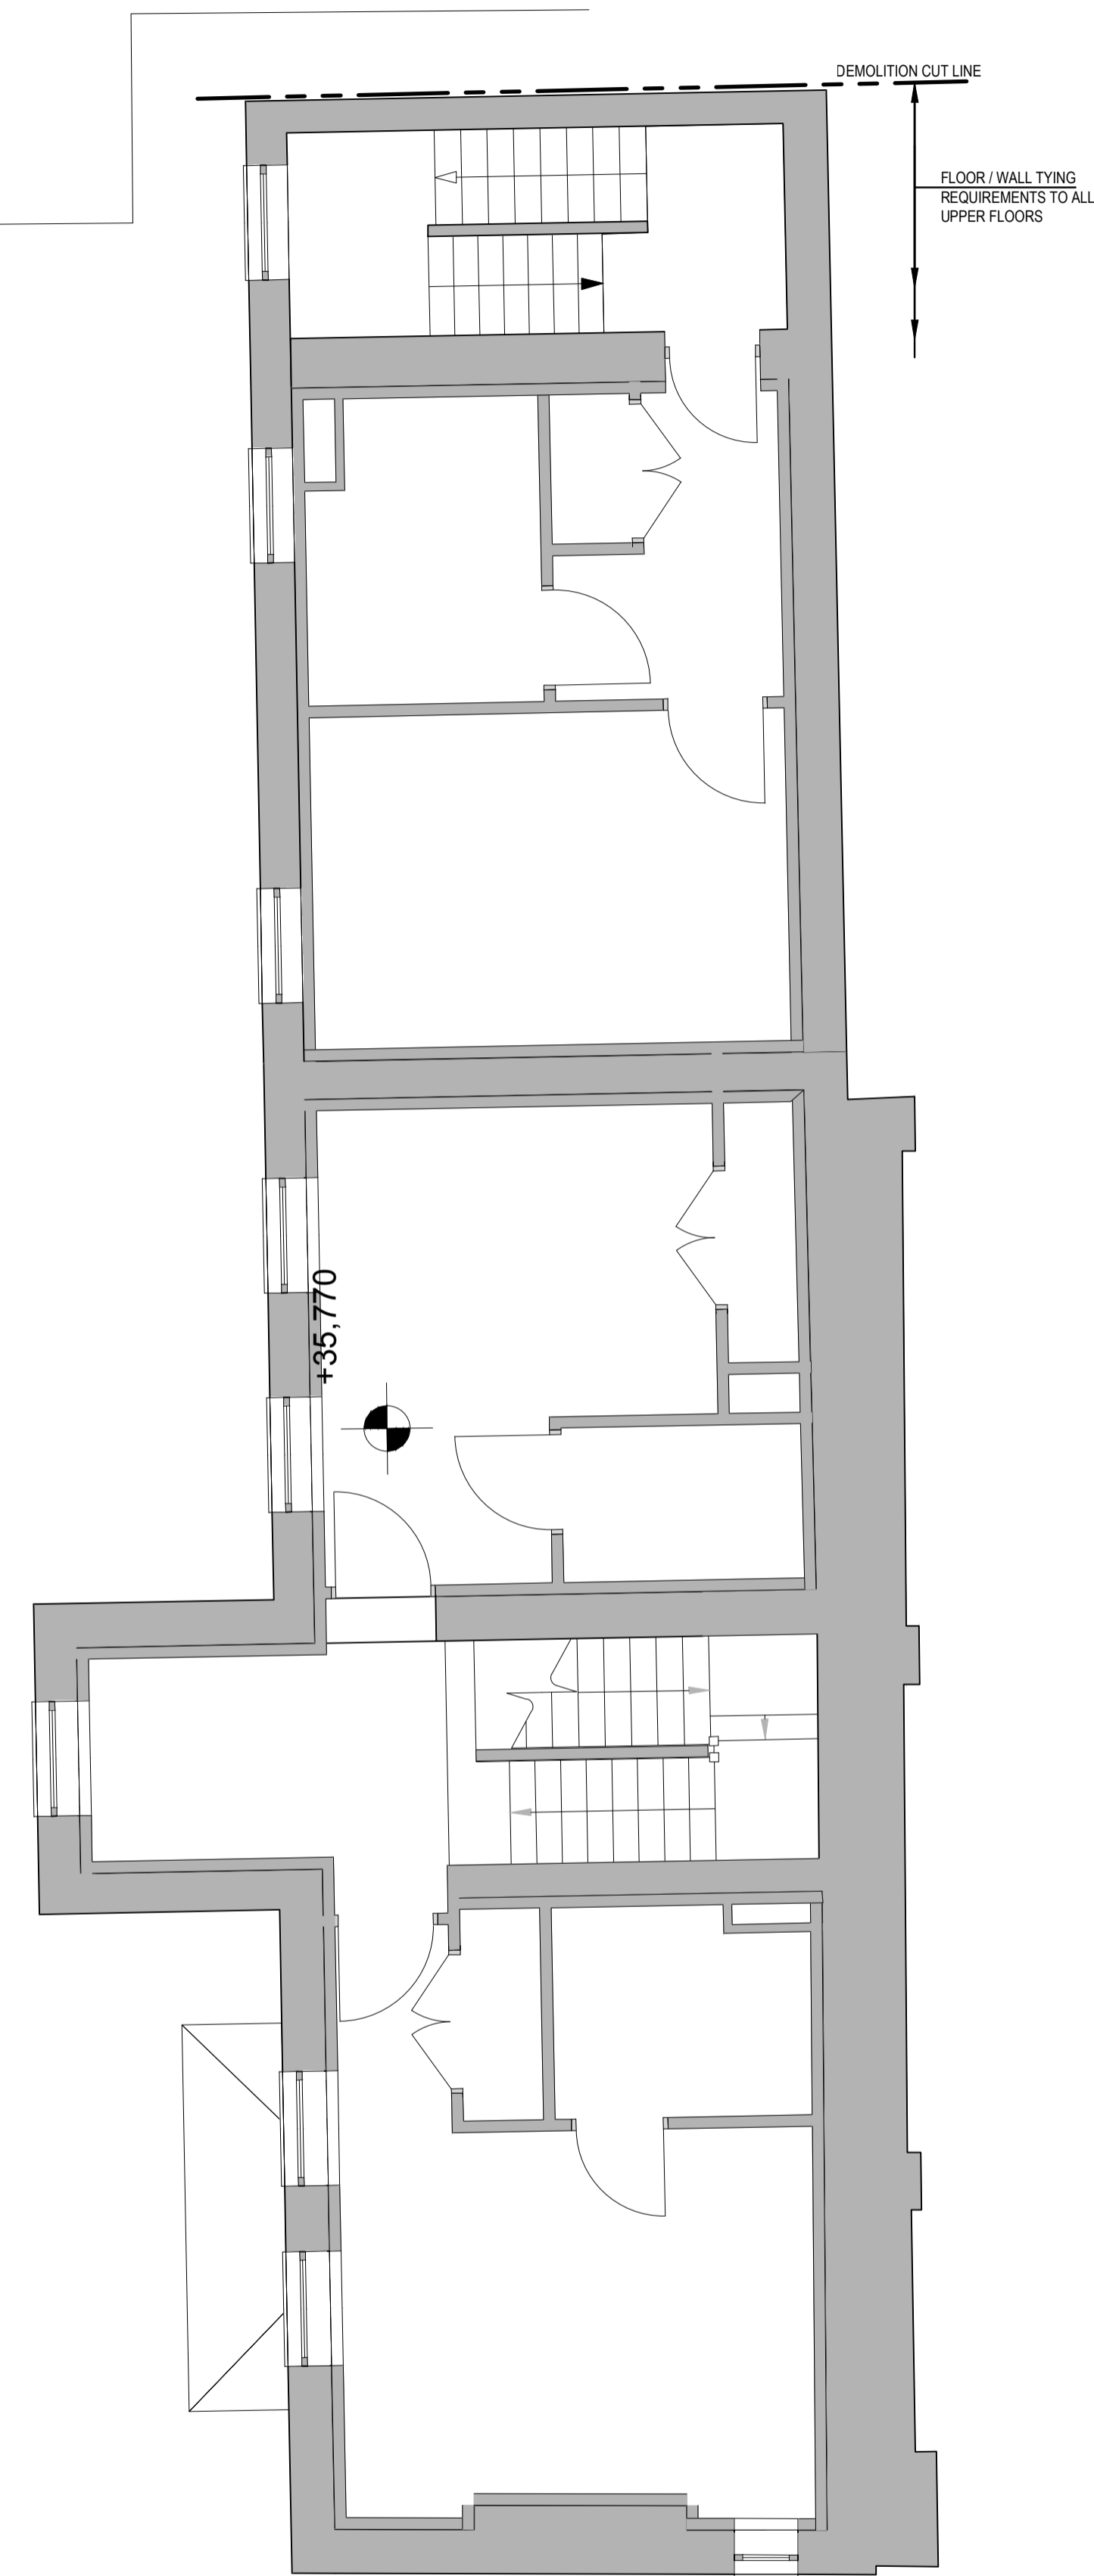 DEMOLITION CUT LINE
FLOOR / WALL TYING
REQUIREMENTS TO ALL
UPPER FLOORS
+35,770